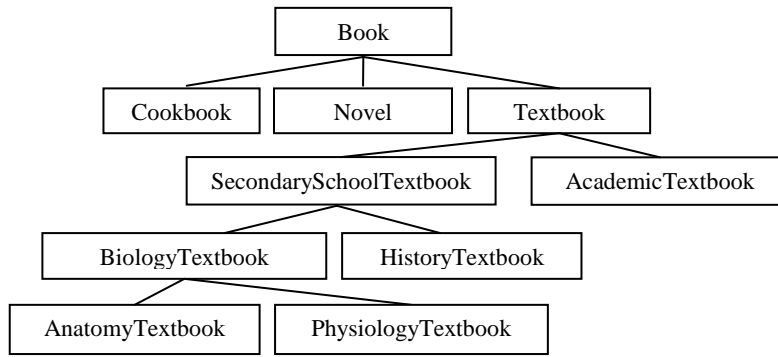 Book
Cookbook
Novel
Textbook
SecondarySchoolTextbook
AcademicTextbook
BiologyTextbook
HistoryTextbook
AnatomyTextbook
PhysiologyTextbook